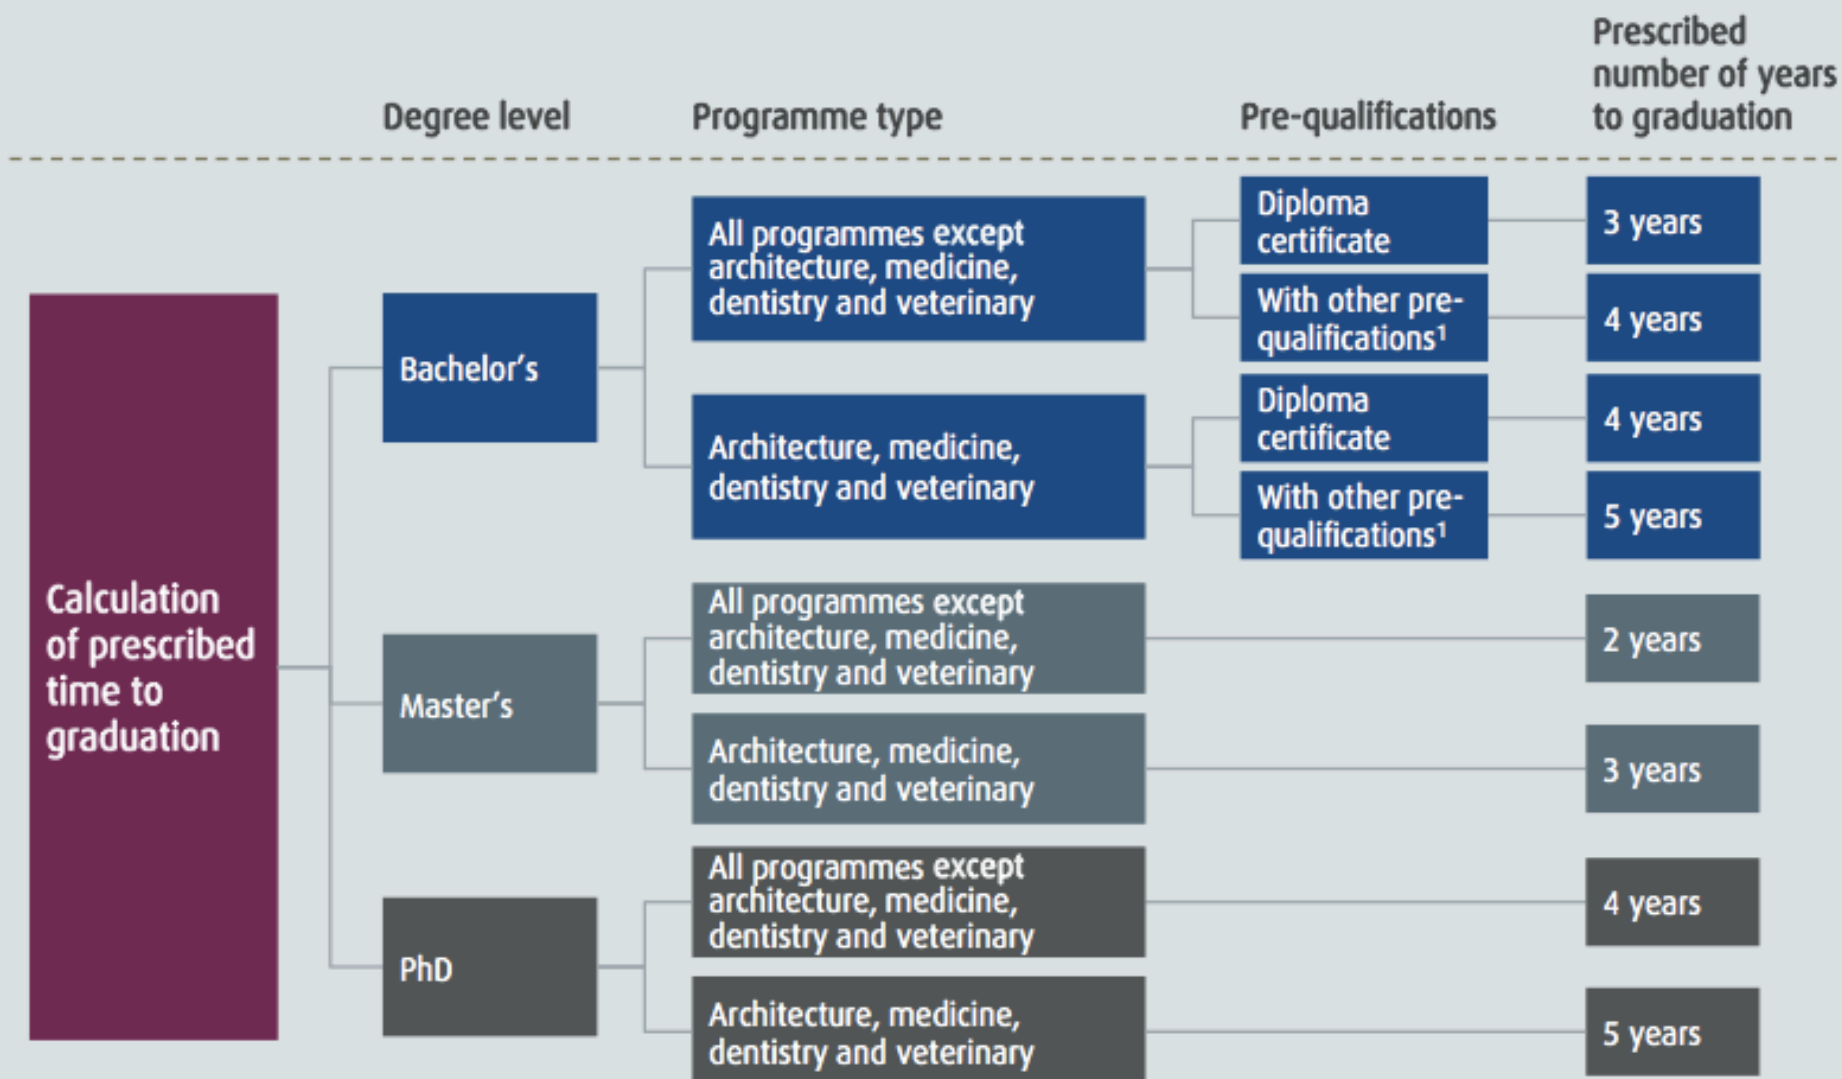 Prescribed
number of years
to graduation
Degree level
Programme type
Pre-qualifications
Calculation
of prescribed
time to
graduation
Bachelor's
All programmes except
architecture, medicine,
dentistry and veterinary
Diploma
certificate
3 years
With other pre-
qualifications¹
4 years
Architecture, medicine,
dentistry and veterinary
Diploma
certificate
4 years
With other pre-
qualifications¹
5 years
Master's
All programmes except
architecture, medicine,
dentistry and veterinary
2 years
Architecture, medicine,
dentistry and veterinary
3 years
PhD
All programmes except
architecture, medicine,
dentistry and veterinary
4 years
Architecture, medicine,
dentistry and veterinary
5 years